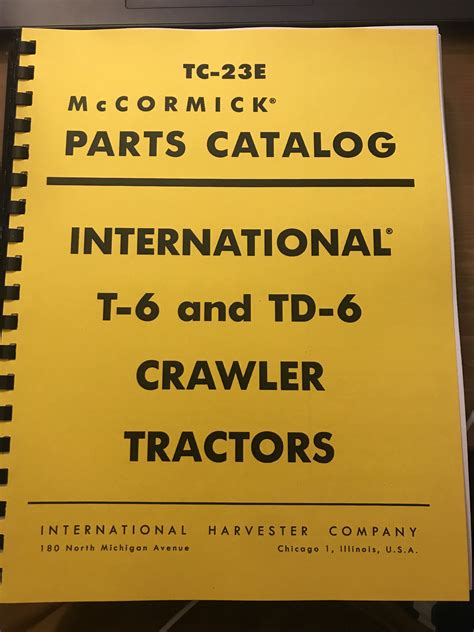 TC-23E
McCORMICK®
PARTS CATALOG
INTERNATIONAL®
T-6 and TD-6
CRAWLER
TRACTORS
INTERNATIONAL HARVESTER COMPANY
180 North Michigan Avenue Chicago 1, Illinois, U.S.A.